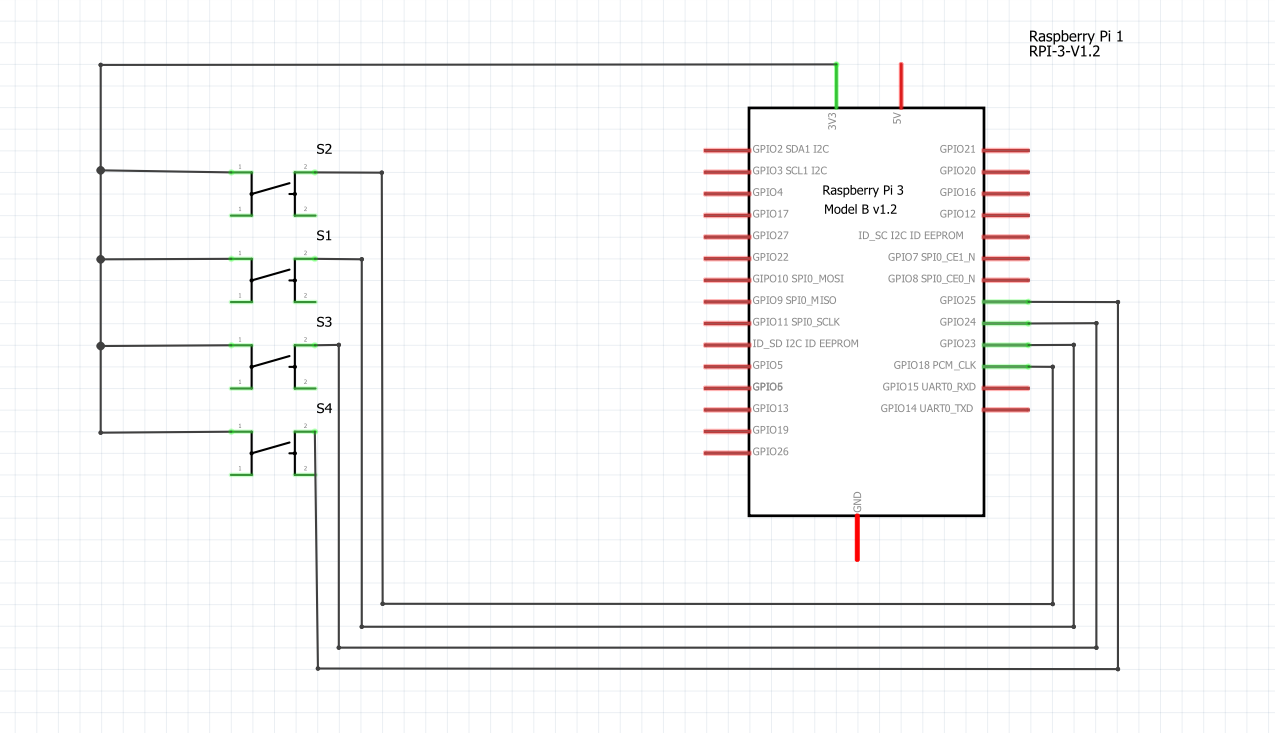 Raspberry Pi 1
RPI-3-V1.2
3V3
5V
S2
1
2
1
2
S1
1
2
1
2
S3
1
2
1
2
S4
1
2
1
2
Raspberry Pi 3
Model B v1.2
GPIO2 SDA1 I2C
GPIO3 SCL1 I2C
GPIO4
GPIO17
GPIO27
GPIO22
GIPO10 SPI0_MOSI
GPIO9 SPI0_MISO
GPIO11 SPI0_SCLK
ID_SD I2C ID EEPROM
GPIO5
GPIO6
GPIO13
GPIO19
GPIO26
GPIO21
GPIO20
GPIO16
GPIO12
ID_SC I2C ID EEPROM
GPIO7 SPI0_CE1_N
GPIO8 SPI0_CE0_N
GPIO25
GPIO24
GPIO23
GPIO18 PCM_CLK
GPIO15 UART0_RXD
GPIO14 UART0_TXD
GND